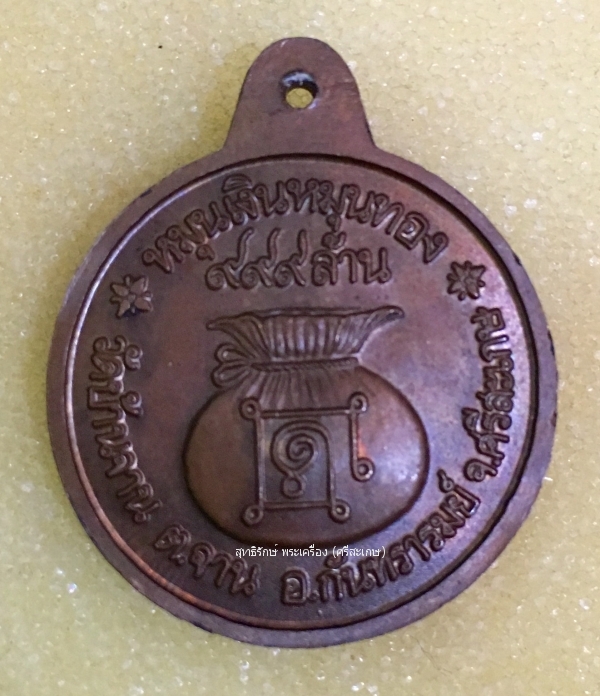 หมุนเงินหมุนทอง
๙๙๙ล้าน
วัดบ้านจาน ต.จาน อ.กันทรารมย์ จ.ศรีสะเกษ
สุทธิรักษ์ พระเครื่อง (ศรีสะเกษ)